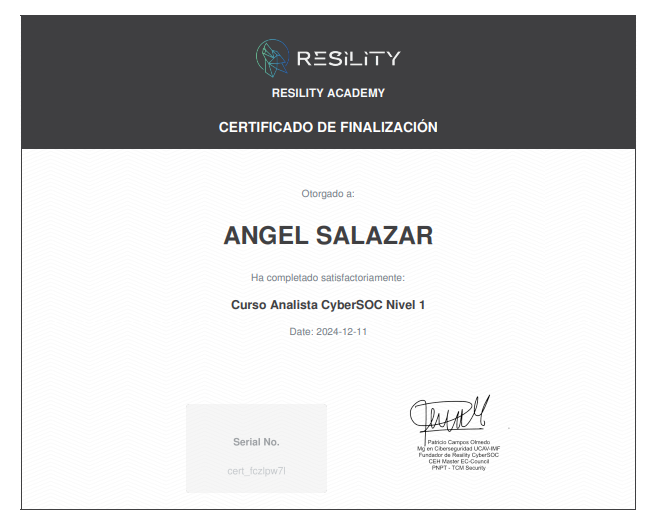 RESILITY
RESILITY ACADEMY
CERTIFICADO DE FINALIZACIÓN
Otorgado a:
ANGEL SALAZAR
Ha completado satisfactoriamente:
Curso Analista CyberSOC Nivel 1
Date: 2024-12-11
Serial No.
cert_fczlpw7l
Patricio Campos Olmedo
Mg en Ciberseguridad UCAV-IMF
Fundador de Resility CyberSOC
CEH Master EC-Council
PNPT - TCM Security